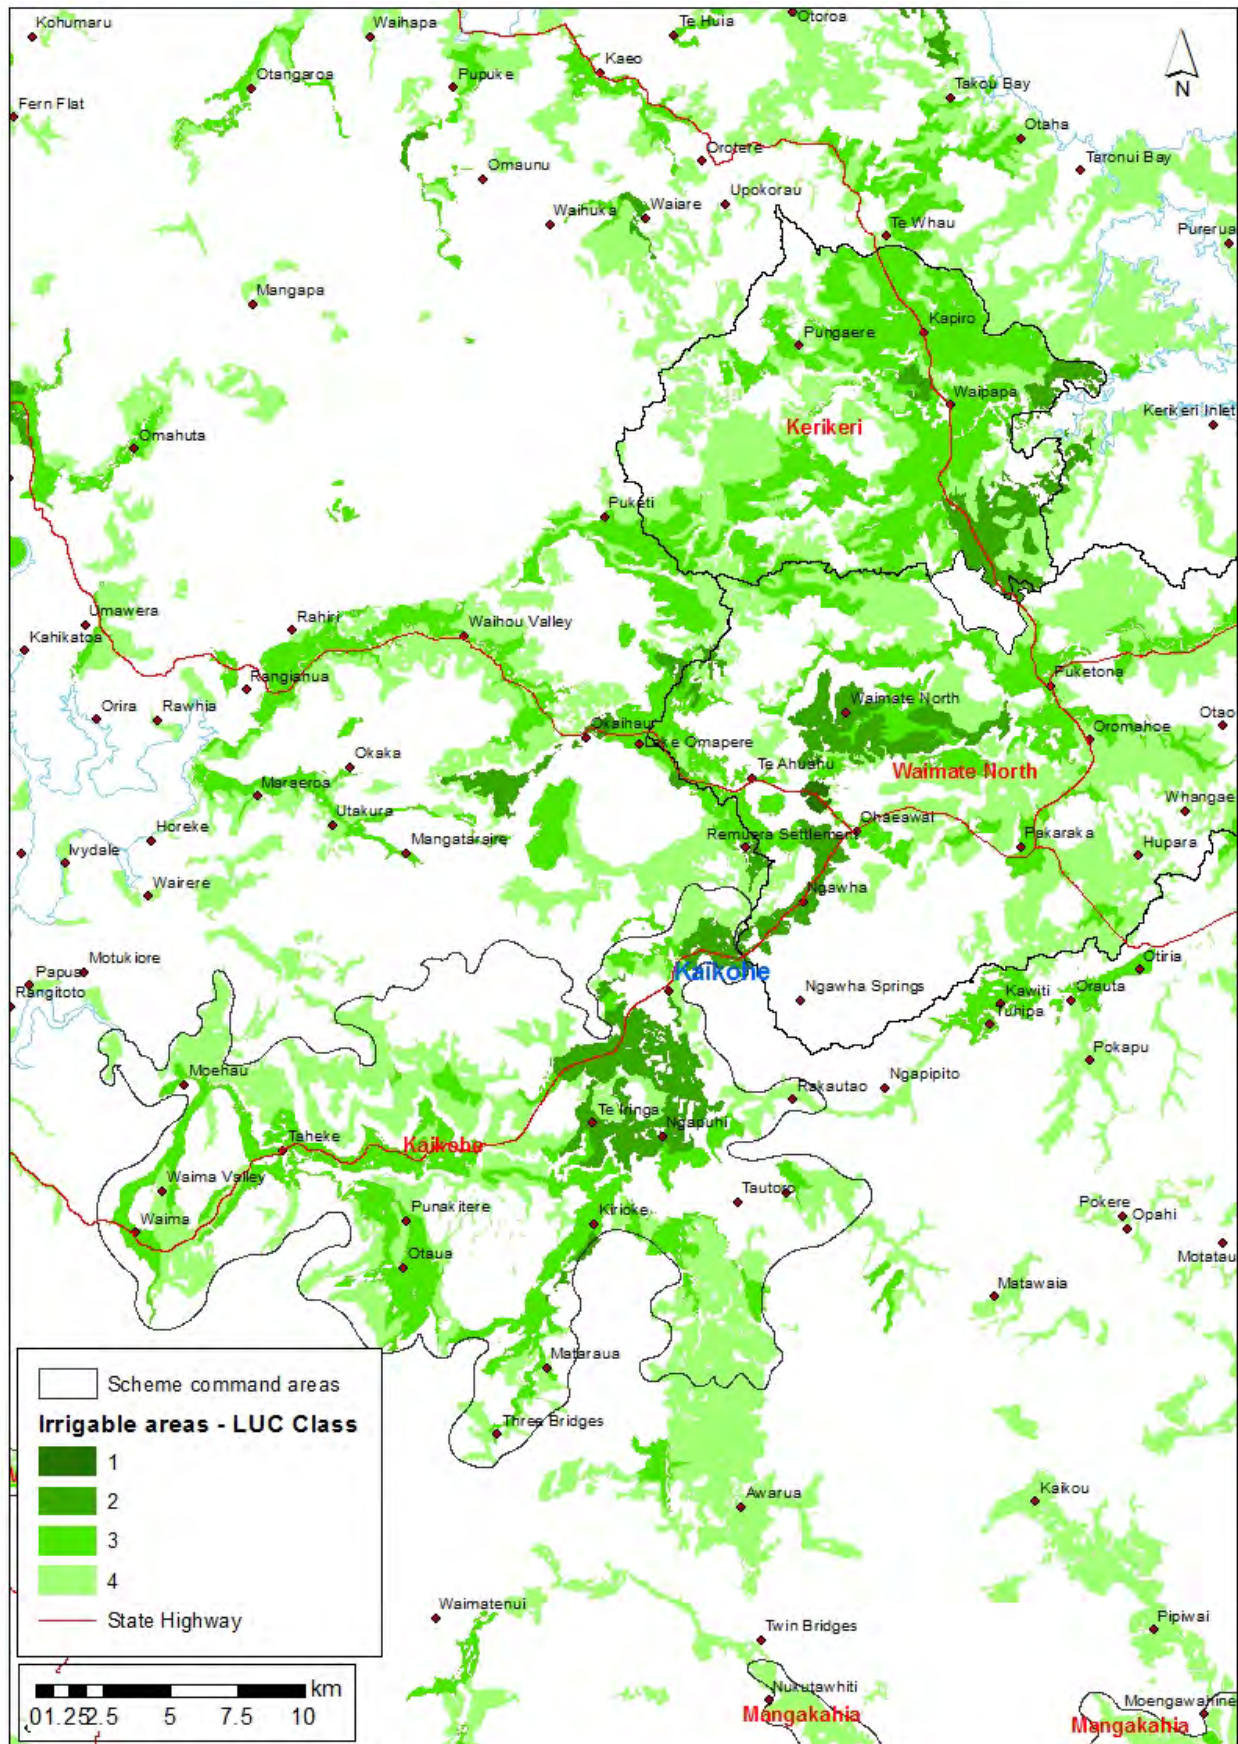 Kohumaru
Waihapa
Te Huia
Otoroa
Kaeo
Otangaroa
Pupuke
Takou Bay
N
Fern Flat
Otaha
Orotere
Taronui Bay
Omaunu
Upokorau
Waihuka
Waiare
Te Whau
Purerua
Mangapa
Kapiro
Pungaere
Waipapa
Kerikeri Inlet
Kerikeri
Omahuta
Puketi
Umawera
Rahiri
Waihou Valley
Kahikatoa
Rangiahua
Puketona
Orira
Rawhia
Waimate North
Okaihau
Otao
Lake Omapere
Oromahoe
Okaka
Te Ahuahu
Waimate North
Maraeroa
Whangae
Utakura
Ohaeawai
Horeke
Remuera Settlement
Pakaraka
Hupara
Ivydale
Mangataraire
Wairere
Ngawha
Motukiore
Kaikohe
Otiria
Papua
Rangitoto
Ngawha Springs
Kawiti
Orauta
Tuhipa
Pokapu
Moehau
Rakautao
Ngapipito
Te Iringa
Ngapuhi
Taheke
Kaikohe
Waima Valley
Tautoro
Punakitere
Kirioke
Pokere
Opahi
Waima
Otaua
Motatau
Matawaia
Mataraua
Scheme command areas
Irrigable areas - LUC Class
Three Bridges
1
2
Kaikou
Awarua
3
4
State Highway
Waimatenui
Pipiwai
Twin Bridges
km
Nukutawhiti
Moengawahine
0 1.25 2.5 5 7.5 10
Mangakahia
Mangakahia